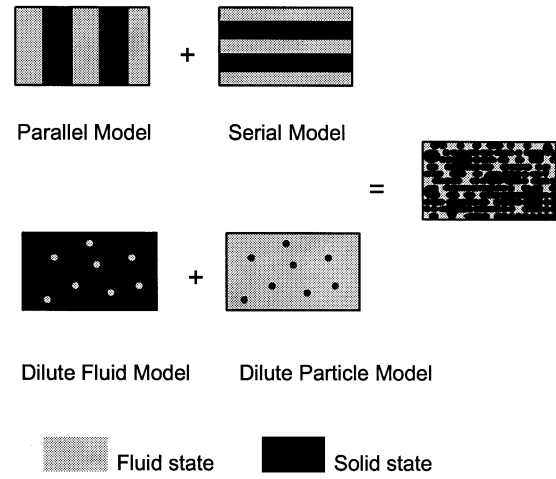 +
Parallel Model
Serial Model
=
+
Dilute Fluid Model
Dilute Particle Model
Fluid state
Solid state